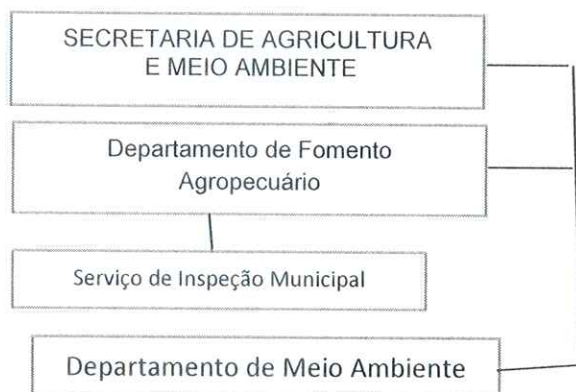 SECRETARIA DE AGRICULTURA
E MEIO AMBIENTE
Departamento de Fomento
Agropecuário
Serviço de Inspeção Municipal
Departamento de Meio Ambiente